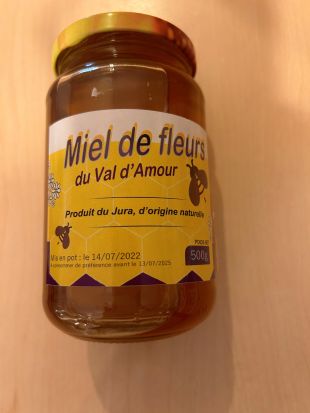 Miel de fleurs
du Val d'Amour
Produit du Jura, d'origine naturelle
Mis en pot : le 14/07/2022
A consommer de préférence avant le 13/07/2025
POIDS NET
500g